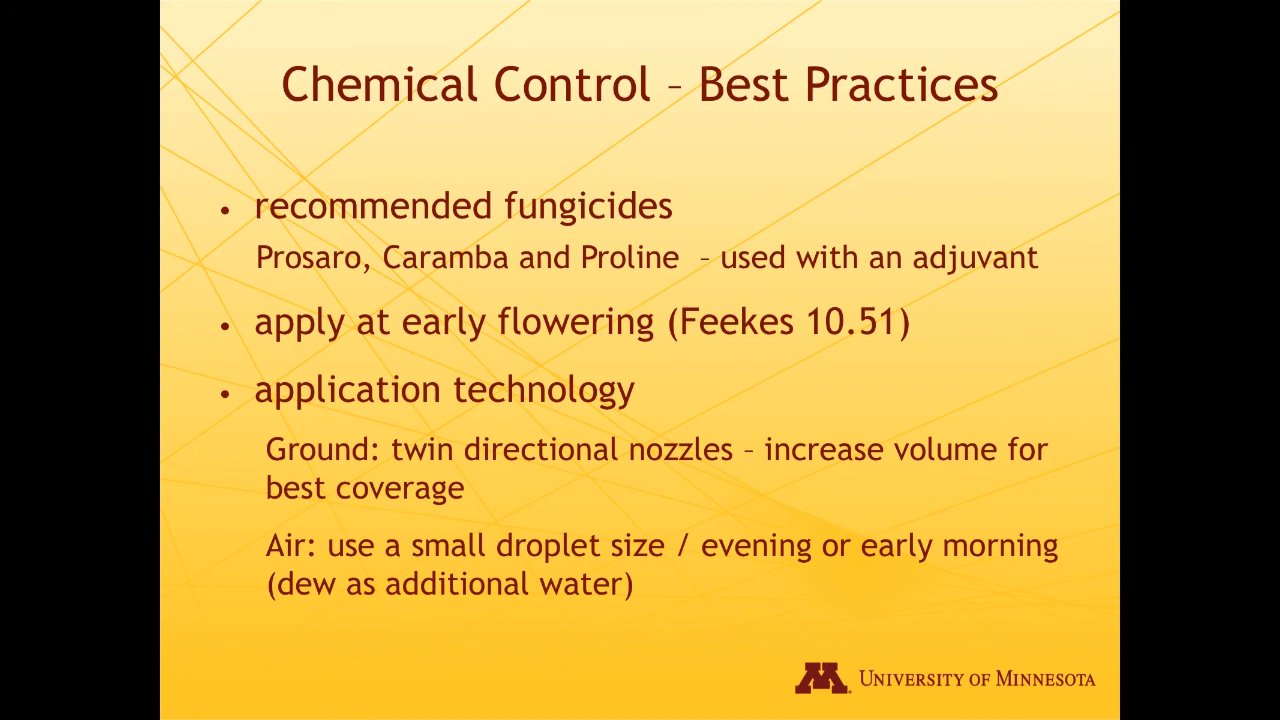 Chemical Control – Best Practices
• recommended fungicides
Prosaro, Caramba and Proline – used with an adjuvant
• apply at early flowering (Feekes 10.51)
• application technology
Ground: twin directional nozzles – increase volume for
best coverage
Air: use a small droplet size / evening or early morning
(dew as additional water)
M University of Minnesota